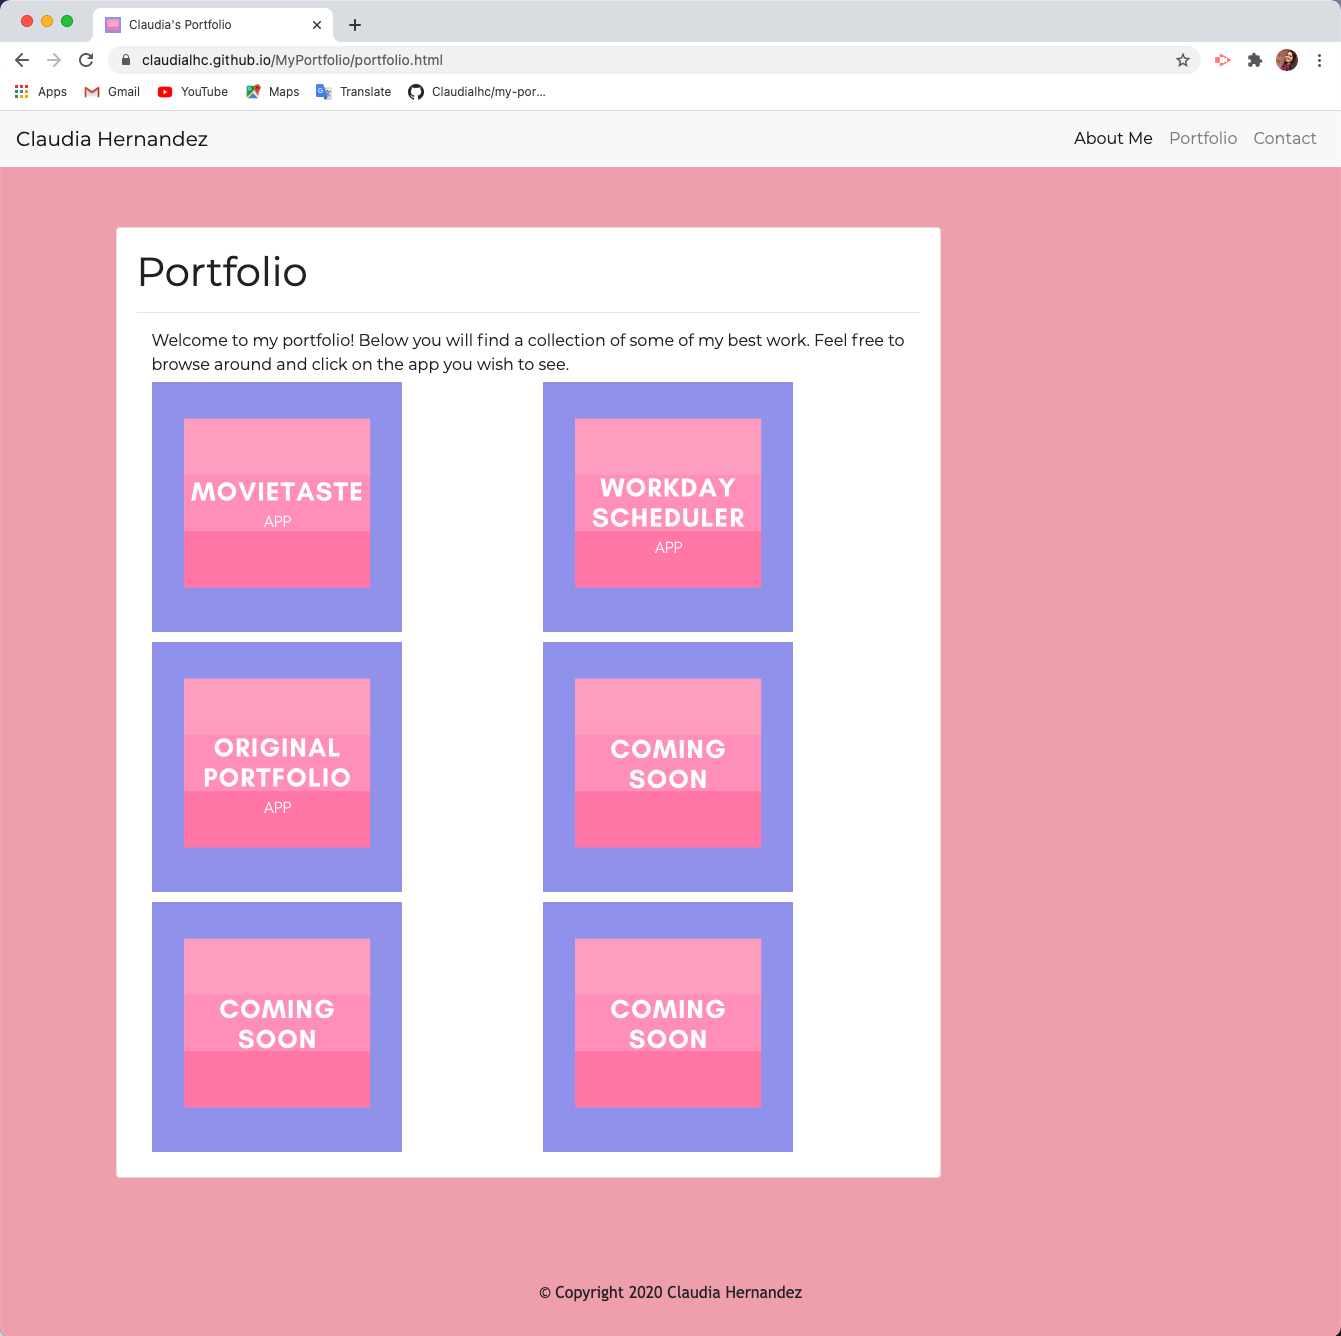 Claudia's Portfolio
claudialhc.github.io/MyPortfolio/portfolio.html
Apps Gmail YouTube Maps Translate Claudialhc/my-por...
Claudia Hernandez
About Me Portfolio Contact
Portfolio
Welcome to my portfolio! Below you will find a collection of some of my best work. Feel free to
browse around and click on the app you wish to see.
MOVIETASTE
APP
WORKDAY
SCHEDULER
APP
ORIGINAL
PORTFOLIO
APP
COMING
SOON
COMING
SOON
COMING
SOON
© Copyright 2020 Claudia Hernandez